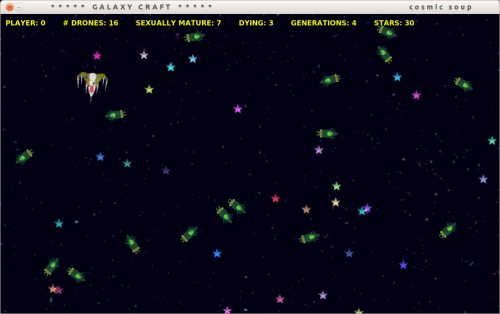 * * * * * GALAXY CRAFT * * * * * cosmic soup
PLAYER: 0 # DRONES: 16 SEXUALLY MATURE: 7 DYING: 3 GENERATIONS: 4 STARS: 30